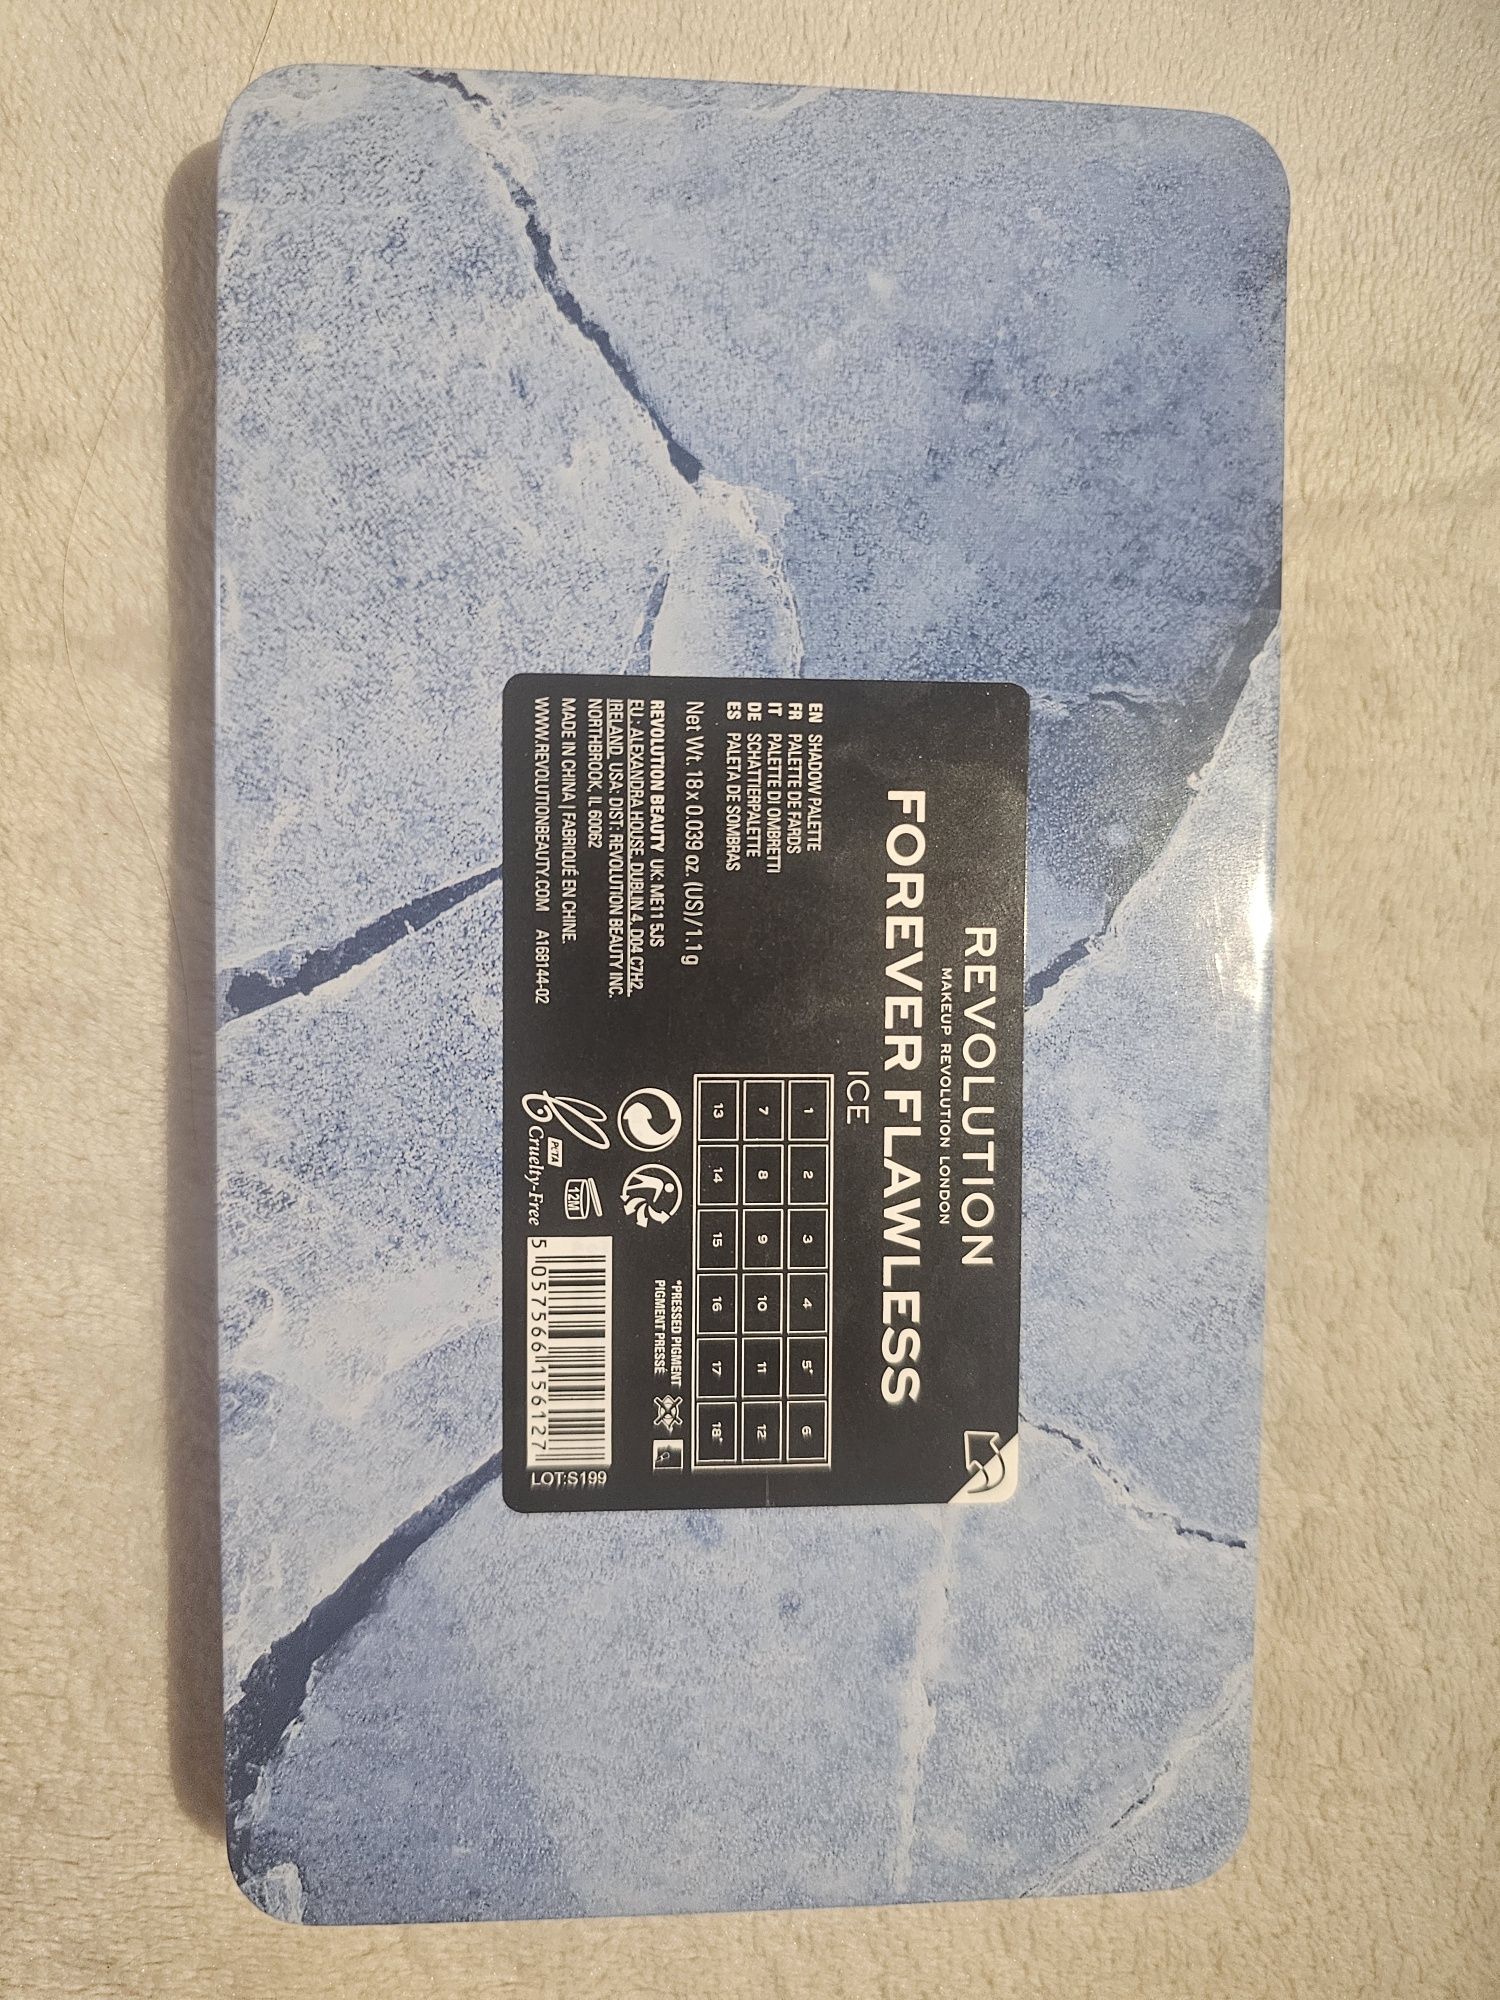 REVOLUTION
MAKEUP REVOLUTION LONDON
FOREVER FLAWLESS
ICE
EN SHADOW PALETTE
FR PALETTE DE FARDS
IT PALETTE DI OMBRETTI
DE SCHATTIERPALETTE
ES PALETA DE SOMBRAS
Net Wt. 18 x 0.039 oz. (US)/1.1g
REVOLUTION BEAUTY UK: ME11 5JS
EU: ALEXANDRA HOUSE, DUBLIN 4, D04 C7H2,
IRELAND. USA: DIST: REVOLUTION BEAUTY INC.
NORTHBROOK, IL 60062
MADE IN CHINA | FABRIQUÉ EN CHINE.
WWW.REVOLUTIONBEAUTY.COM A168144-02
1 2 3 4 5* 6
7 8 9 10 11 12
13 14 15 16 17 18*
*PRESSED PIGMENT
PIGMENT PRESSÉ
12M
PETA
Cruelty-Free
5 057566 156127
LOT:S199